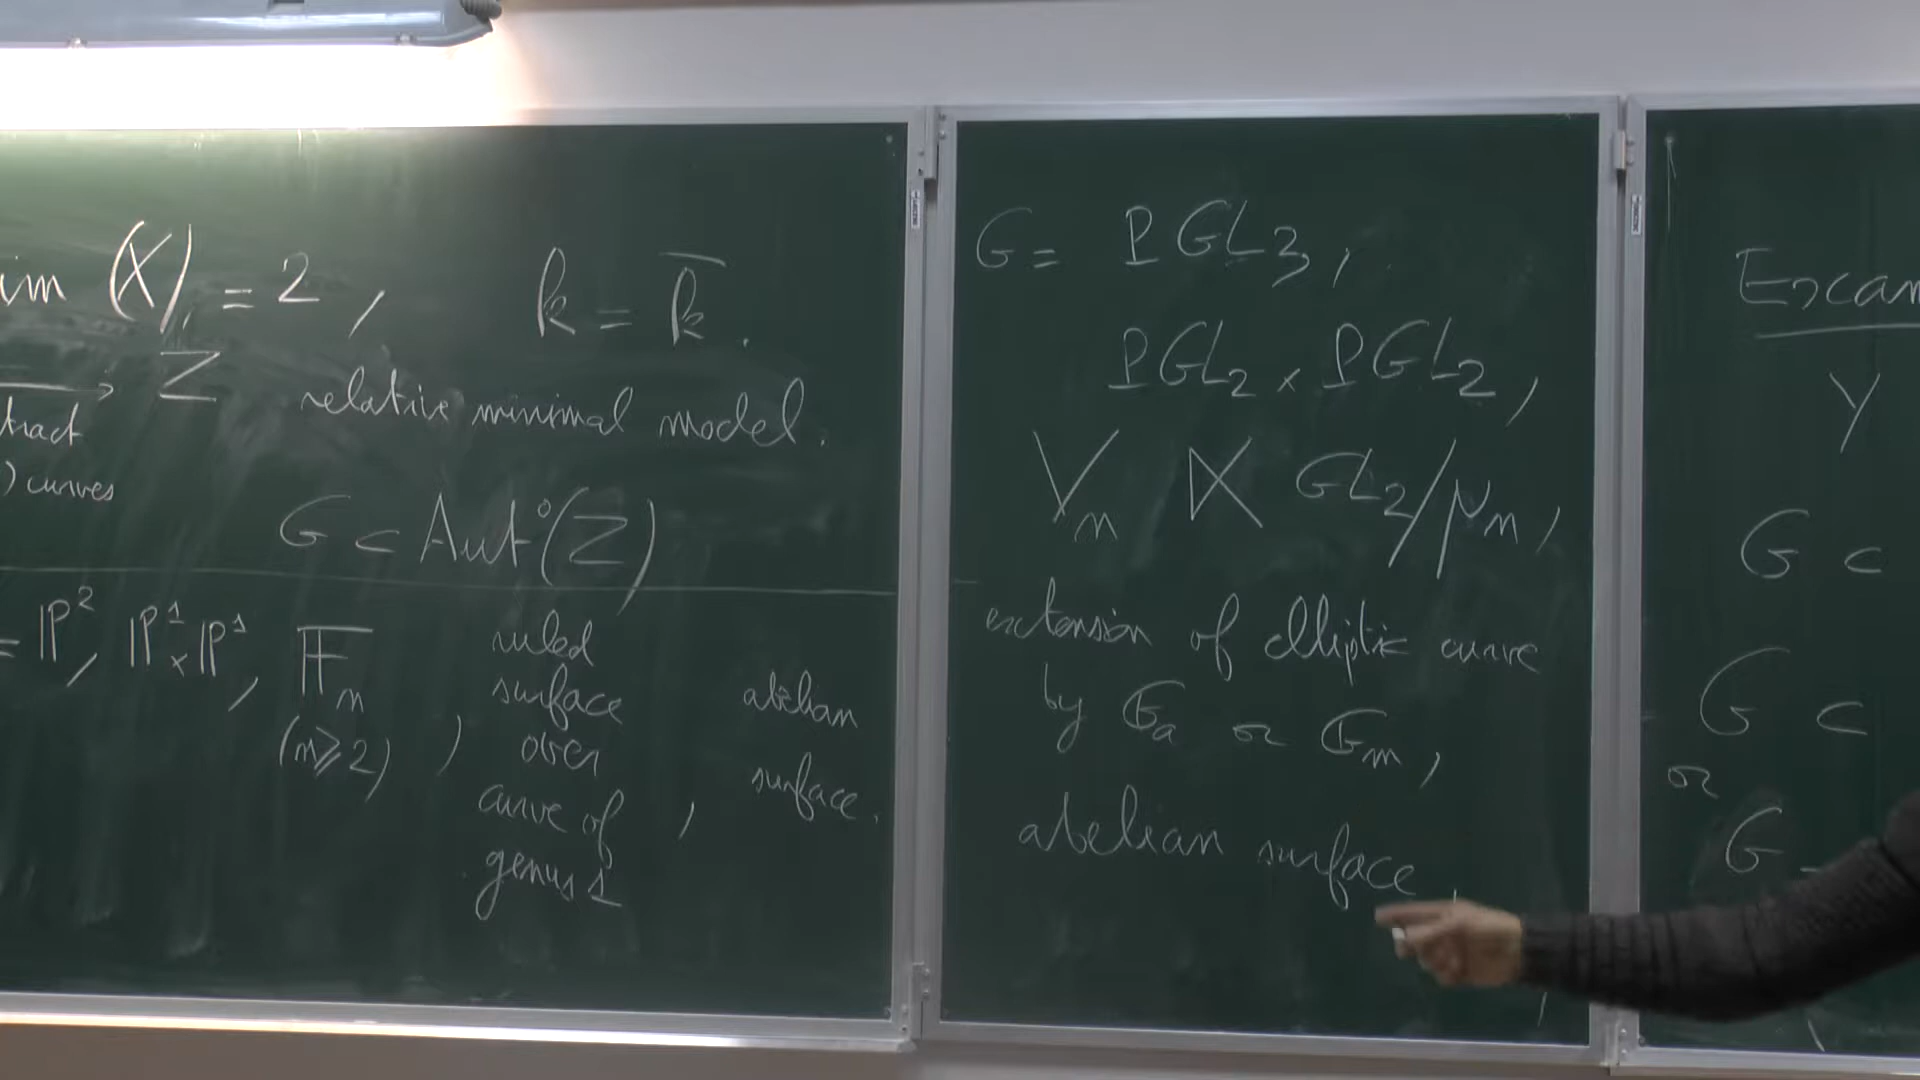 im (X) = 2, k = k̄.
→ Z relative minimal model.
tract
) curves
G ⊂ Aut°(Z)
= ℙ², ℙ¹×ℙ¹, 𝔽ₙ (n⩾2),
ruled
surface
over
curve of
genus 1
,
abelian
surface.
G = PGL₃,
PGL₂ × PGL₂,
Vₙ ⋊ GL₂/μₙ,
extension of elliptic curve
by 𝔾ₐ or 𝔾ₘ,
abelian surface
Exam
Y
G ⊂
G ⊂
or
G